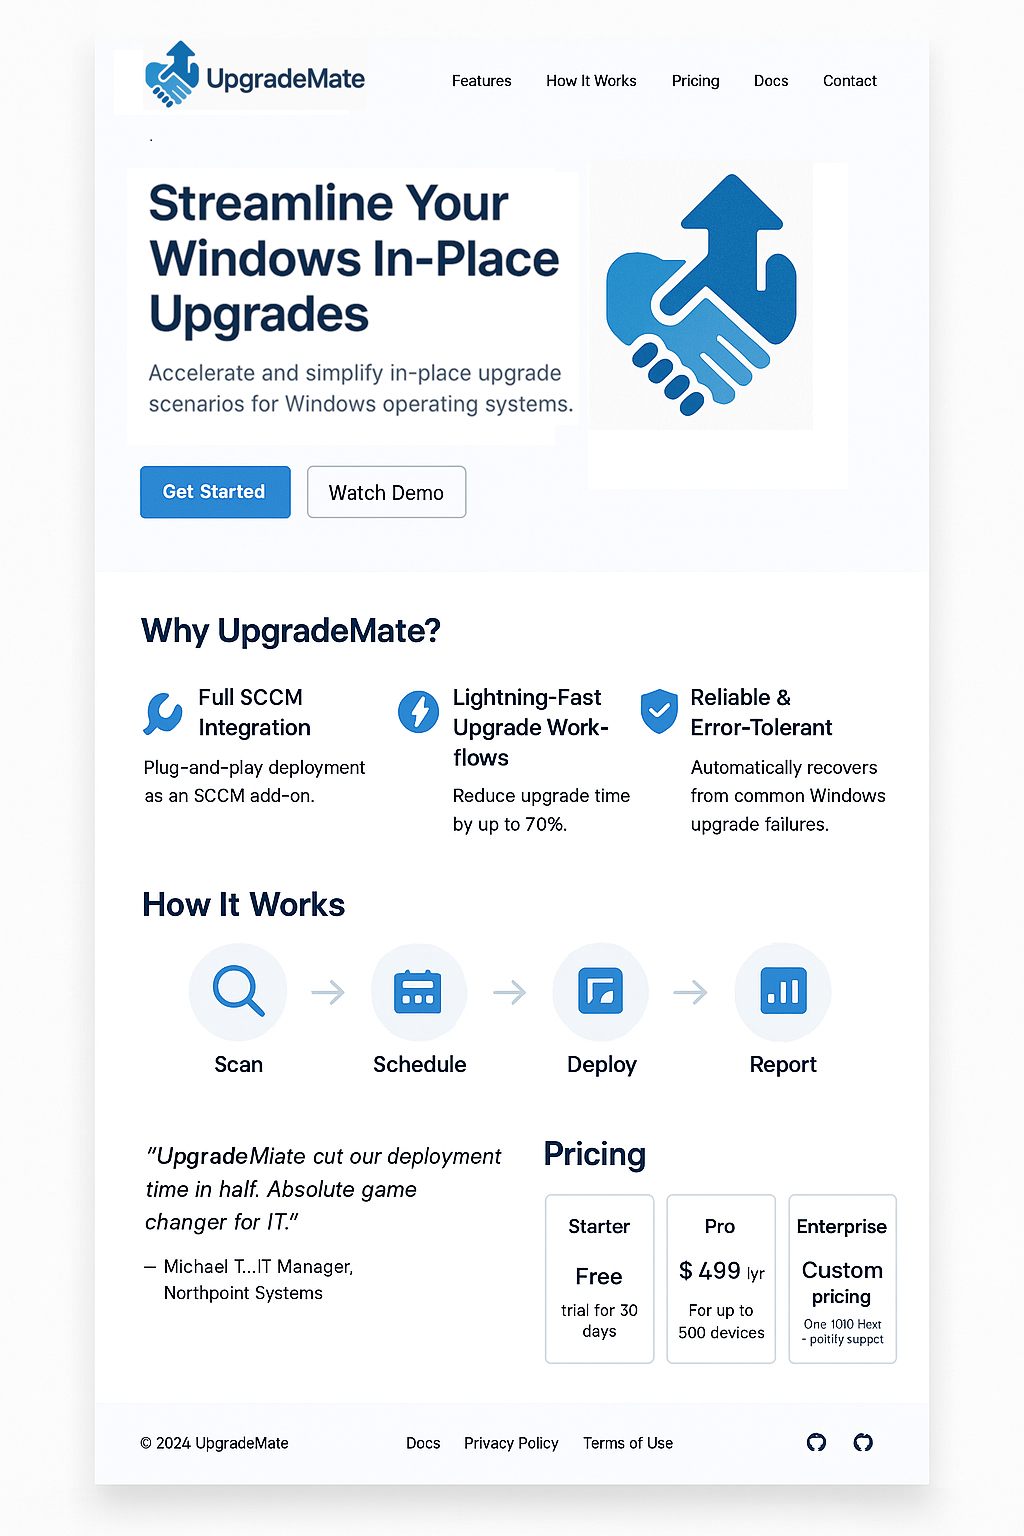 UpgradeMate
Features How It Works Pricing Docs Contact
Streamline Your
Windows In-Place
Upgrades
Accelerate and simplify in-place upgrade
scenarios for Windows operating systems.
Get Started
Watch Demo
Why UpgradeMate?
Full SCCM
Integration
Plug-and-play deployment
as an SCCM add-on.
Lightning-Fast
Upgrade Work-
flows
Reduce upgrade time
by up to 70%.
Reliable &
Error-Tolerant
Automatically recovers
from common Windows
upgrade failures.
How It Works
Scan
Schedule
Deploy
Report
"UpgradeMiate cut our deployment
time in half. Absolute game
changer for IT."
— Michael T...IT Manager,
Northpoint Systems
Pricing
Starter
Free
trial for 30
days
Pro
$ 499 lyr
For up to
500 devices
Enterprise
Custom
pricing
One 1010 Hext
- poitify suppct
© 2024 UpgradeMate
Docs Privacy Policy Terms of Use